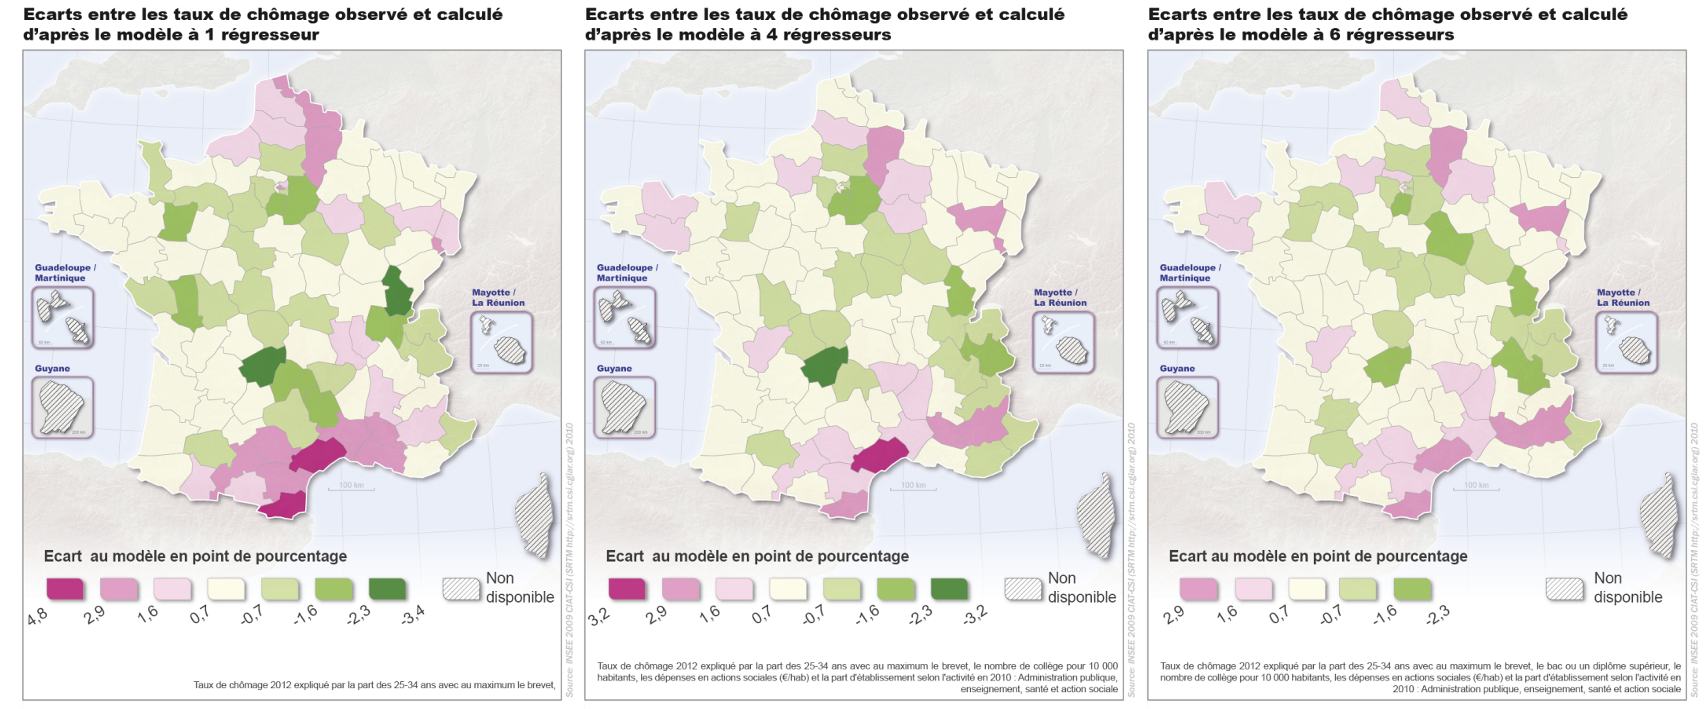 Ecarts entre les taux de chômage observé et calculé
d’après le modèle à 1 régresseur
Guadeloupe /
Martinique
Guyane
Mayotte /
La Réunion
100 km
Ecart au modèle en point de pourcentage
4,8
2,9
1,6
0,7
-0,7
-1,6
-2,3
-3,4
Non
disponible
Taux de chômage 2012 expliqué par la part des 25-34 ans avec au maximum le brevet,
Source: INSEE 2009 CIAT-CSI (SRTM http://srtm.csi.cgiar.org) 2010
Ecarts entre les taux de chômage observé et calculé
d’après le modèle à 4 régresseurs
Guadeloupe /
Martinique
Guyane
Mayotte /
La Réunion
100 km
Ecart au modèle en point de pourcentage
3,2
2,9
1,6
0,7
-0,7
-1,6
-2,3
-3,2
Non
disponible
Taux de chômage 2012 expliqué par la part des 25-34 ans avec au maximum le brevet, le nombre de collège pour 10 000
habitants, les dépenses en actions sociales (€/hab) et la part d'établissement selon l'activité en 2010 : Administration publique,
enseignement, santé et action sociale
Source: INSEE 2009 CIAT-CSI (SRTM http://srtm.csi.cgiar.org) 2010
Ecarts entre les taux de chômage observé et calculé
d’après le modèle à 6 régresseurs
Guadeloupe /
Martinique
Guyane
Mayotte /
La Réunion
100 km
Ecart au modèle en point de pourcentage
2,9
1,6
0,7
-0,7
-1,6
-2,3
Non
disponible
Taux de chômage 2012 expliqué par la part des 25-34 ans avec au maximum le brevet, le bac ou un diplôme supérieur, le
nombre de collège pour 10 000 habitants, les dépenses en actions sociales (€/hab) et la part d'établissement selon l'activité en
2010 : Administration publique, enseignement, santé et action sociale
Source: INSEE 2009 CIAT-CSI (SRTM http://srtm.csi.cgiar.org) 2010